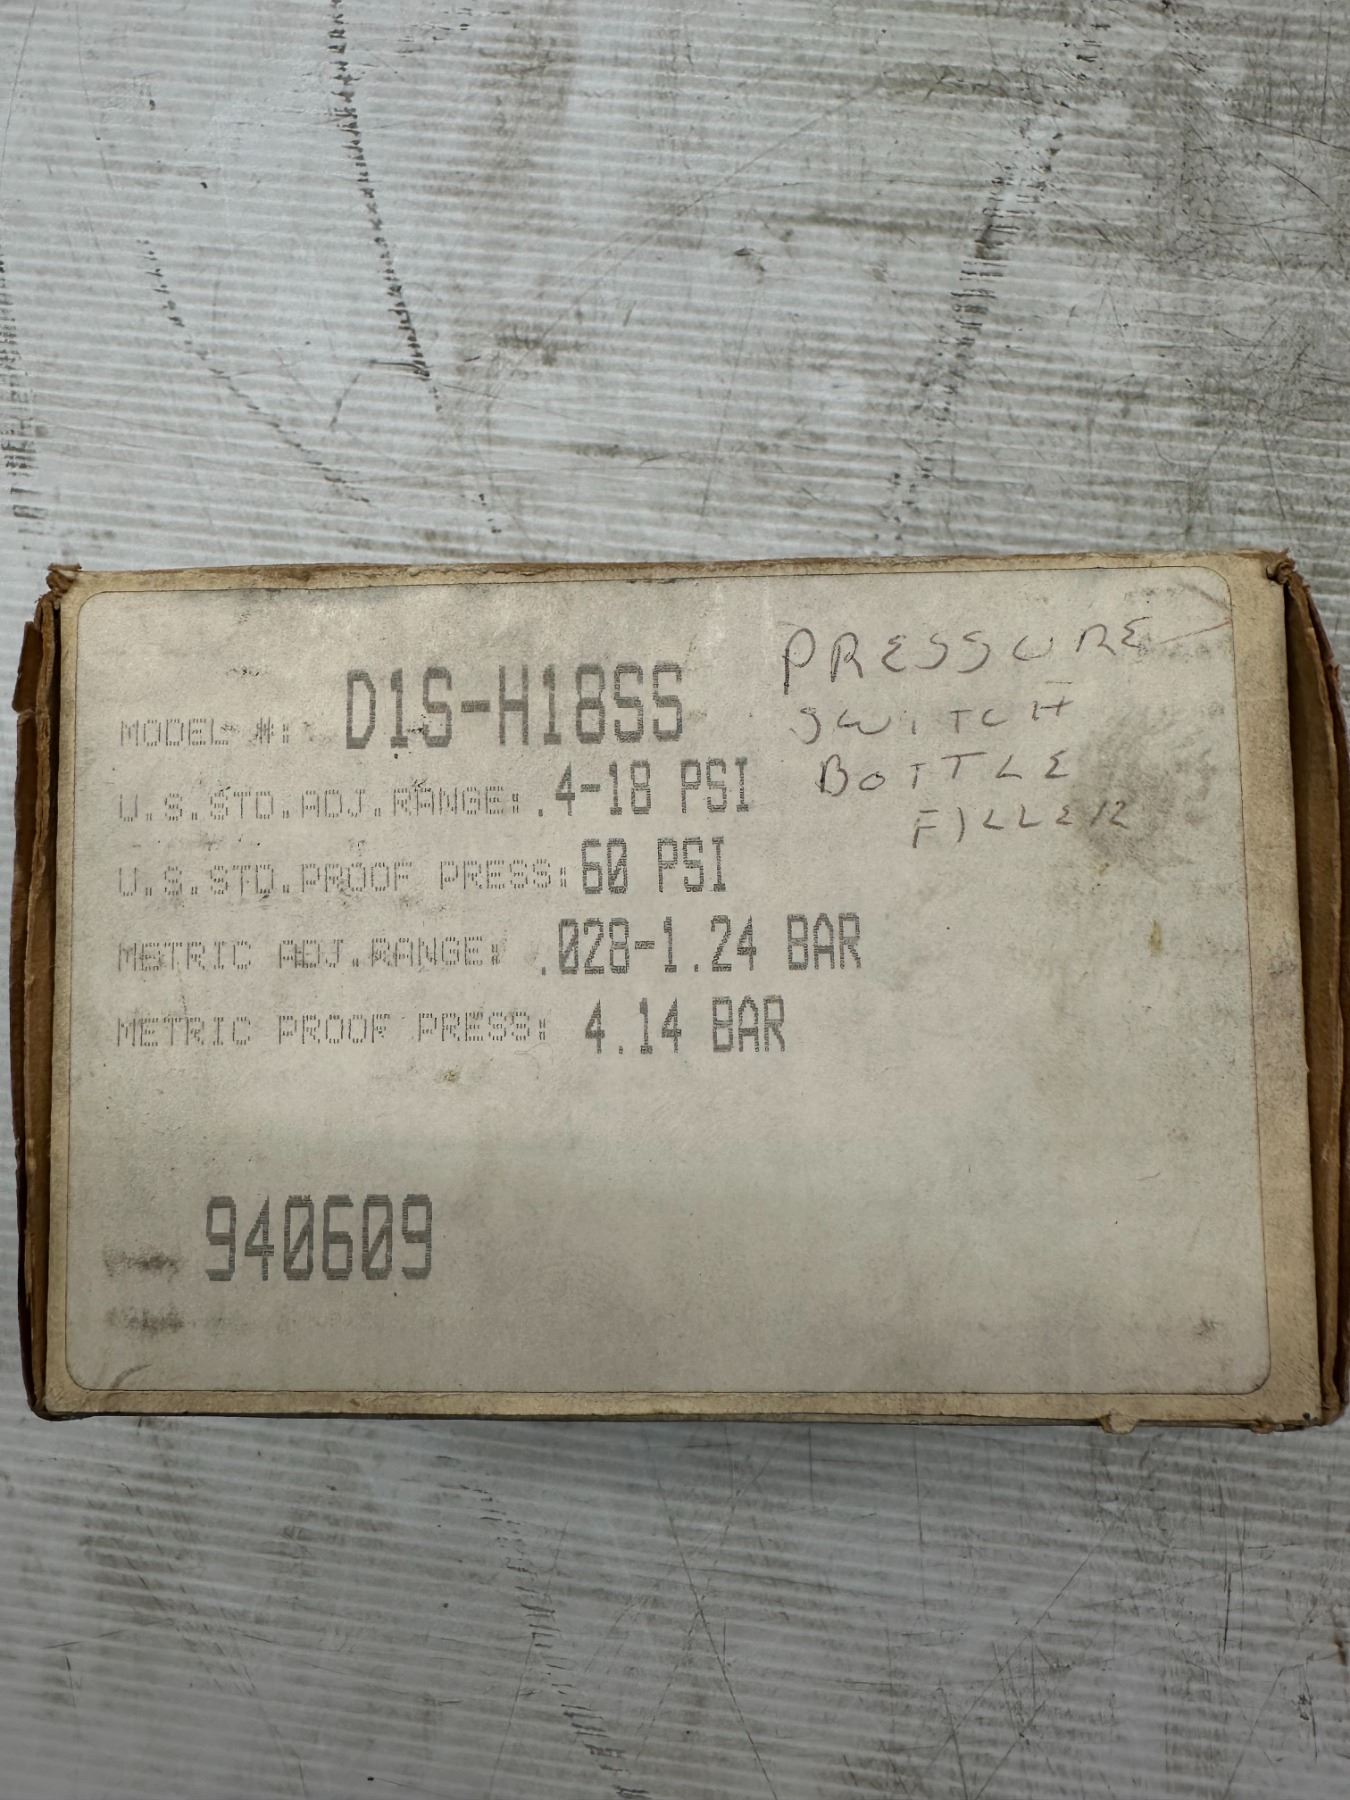 MODEL #: D1S-H18SS
U.S.STD.ADJ.RANGE: .4-18 PSI
U.S.STD.PROOF PRESS: 60 PSI
METRIC ADJ.RANGE: .028-1.24 BAR
METRIC PROOF PRESS: 4.14 BAR
940609
PRESSURE
SWITCH
BOTTLE
FILLER